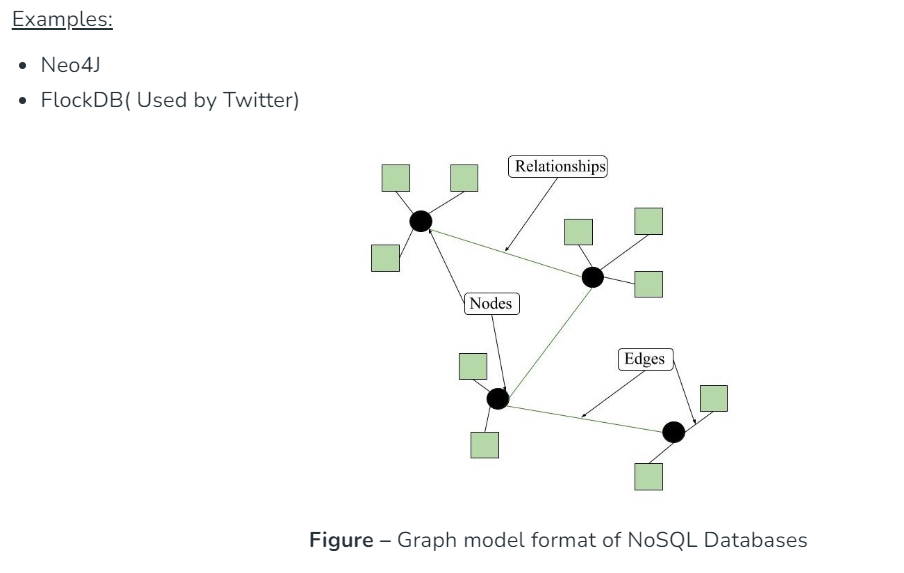 Examples:
Neo4J
FlockDB( Used by Twitter)
Relationships
Nodes
Edges
Figure – Graph model format of NoSQL Databases